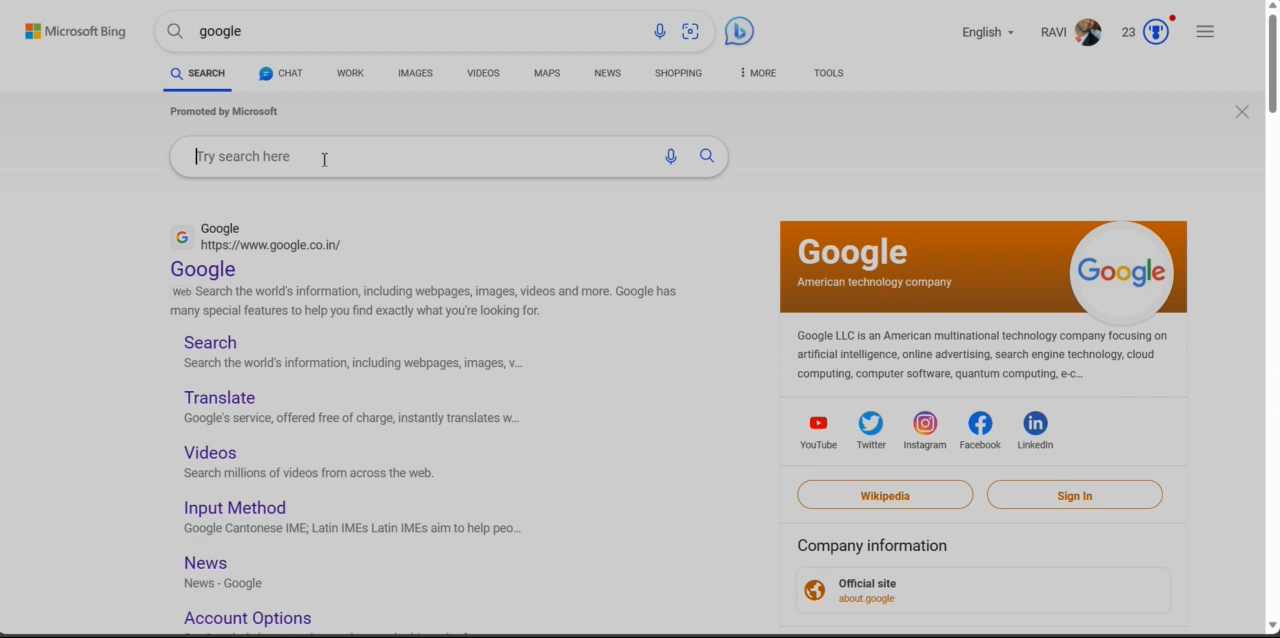 Microsoft Bing
google
English
RAVI
23
SEARCH
CHAT
WORK
IMAGES
VIDEOS
MAPS
NEWS
SHOPPING
MORE
TOOLS
Promoted by Microsoft
Try search here
Google
https://www.google.co.in/
Google
Web Search the world's information, including webpages, images, videos and more. Google has
many special features to help you find exactly what you're looking for.
Search
Search the world's information, including webpages, images, v...
Translate
Google's service, offered free of charge, instantly translates w...
Videos
Search millions of videos from across the web.
Input Method
Google Cantonese IME; Latin IMEs Latin IMEs aim to help peo...
News
News - Google
Account Options
Google
American technology company
Google
Google LLC is an American multinational technology company focusing on
artificial intelligence, online advertising, search engine technology, cloud
computing, computer software, quantum computing, e-c...
YouTube
Twitter
Instagram
Facebook
LinkedIn
Wikipedia
Sign In
Company information
Official site
about.google